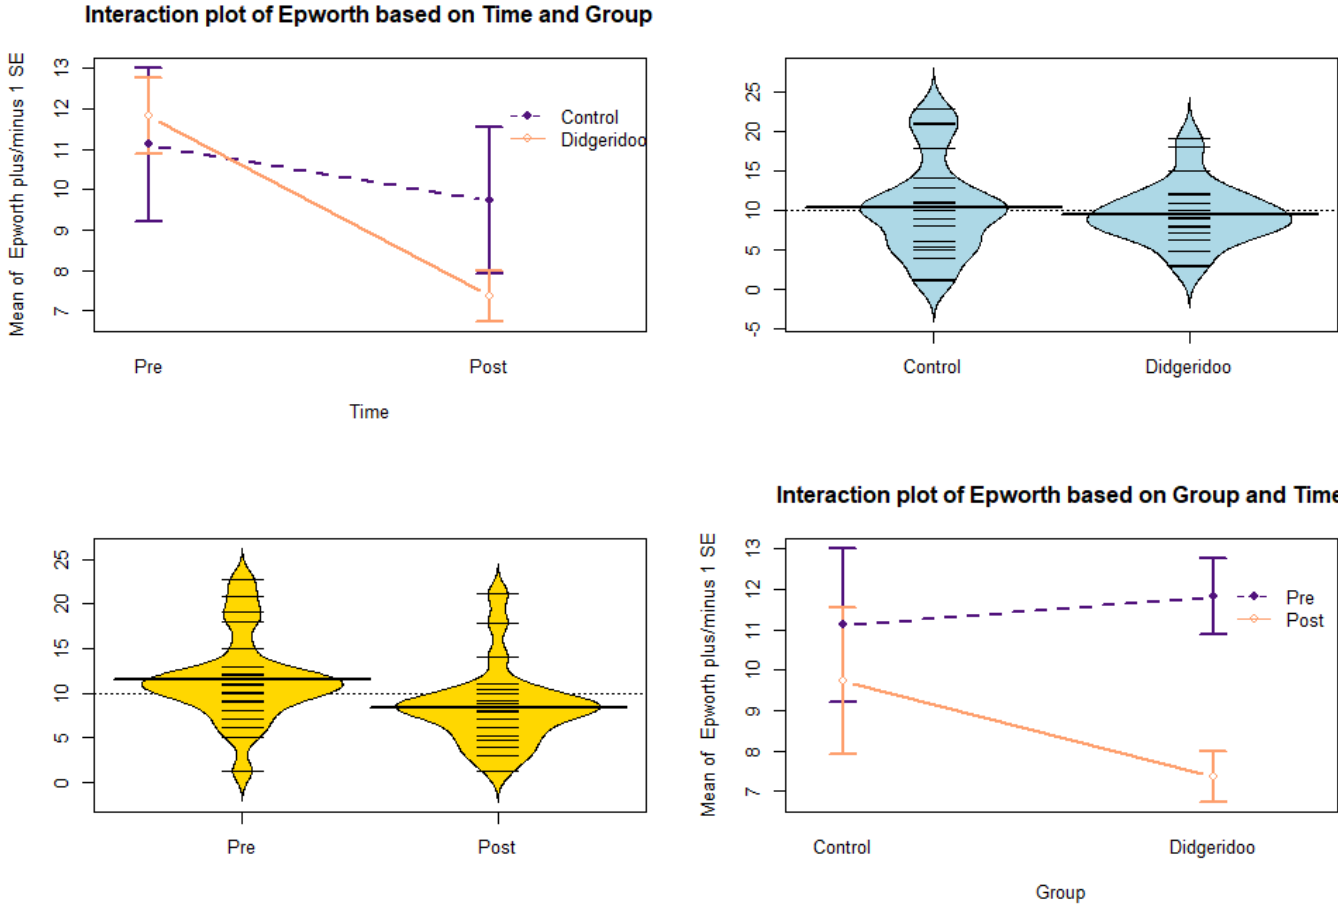 Interaction plot of Epworth based on Time and Group
Mean of Epworth plus/minus 1 SE
13
12
11
10
9
8
7
Control
Didgeridoo
Pre
Post
Time
25
20
15
10
5
0
-5
Control
Didgeridoo
25
20
15
10
5
0
Pre
Post
Interaction plot of Epworth based on Group and Time
Mean of Epworth plus/minus 1 SE
13
12
11
10
9
8
7
Pre
Post
Control
Didgeridoo
Group